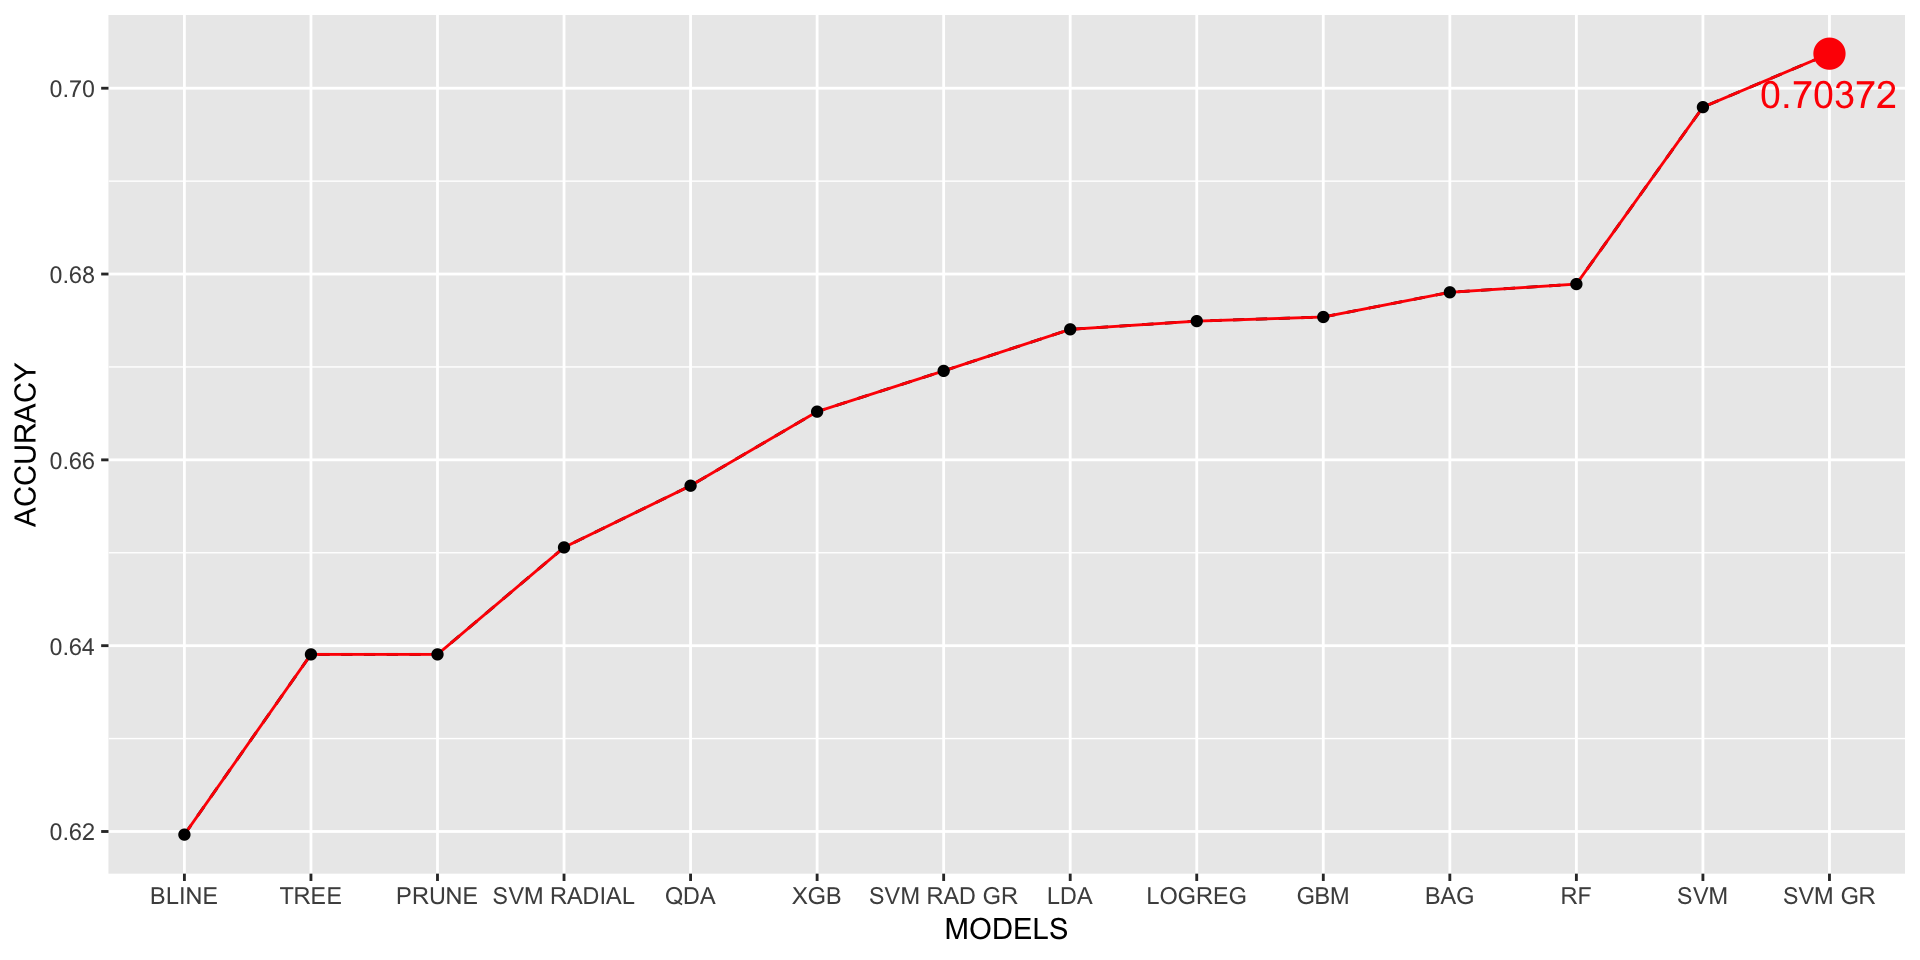 0.70
0.68
0.66
0.64
0.62
ACCURACY
0.70372
BLINE TREE PRUNE SVM RADIAL QDA XGB SVM RAD GR LDA LOGREG GBM BAG RF SVM SVM GR
MODELS